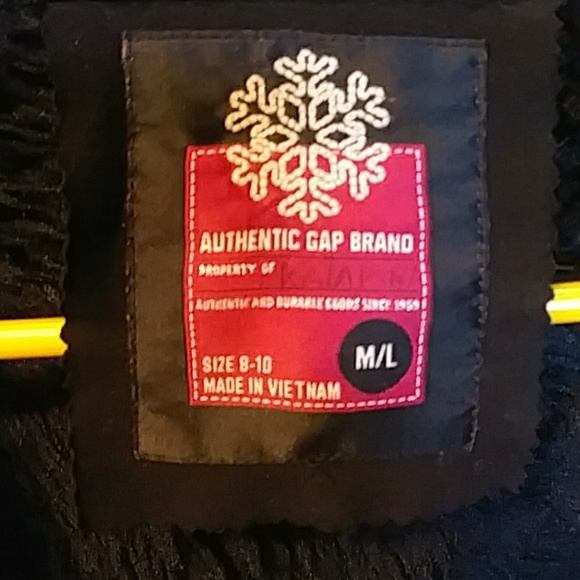 AUTHENTIC GAP BRAND
PROPERTY OF
AUTHENTIC AND DURABLE GOODS SINCE 1969
M/L
SIZE 8-10
MADE IN VIETNAM